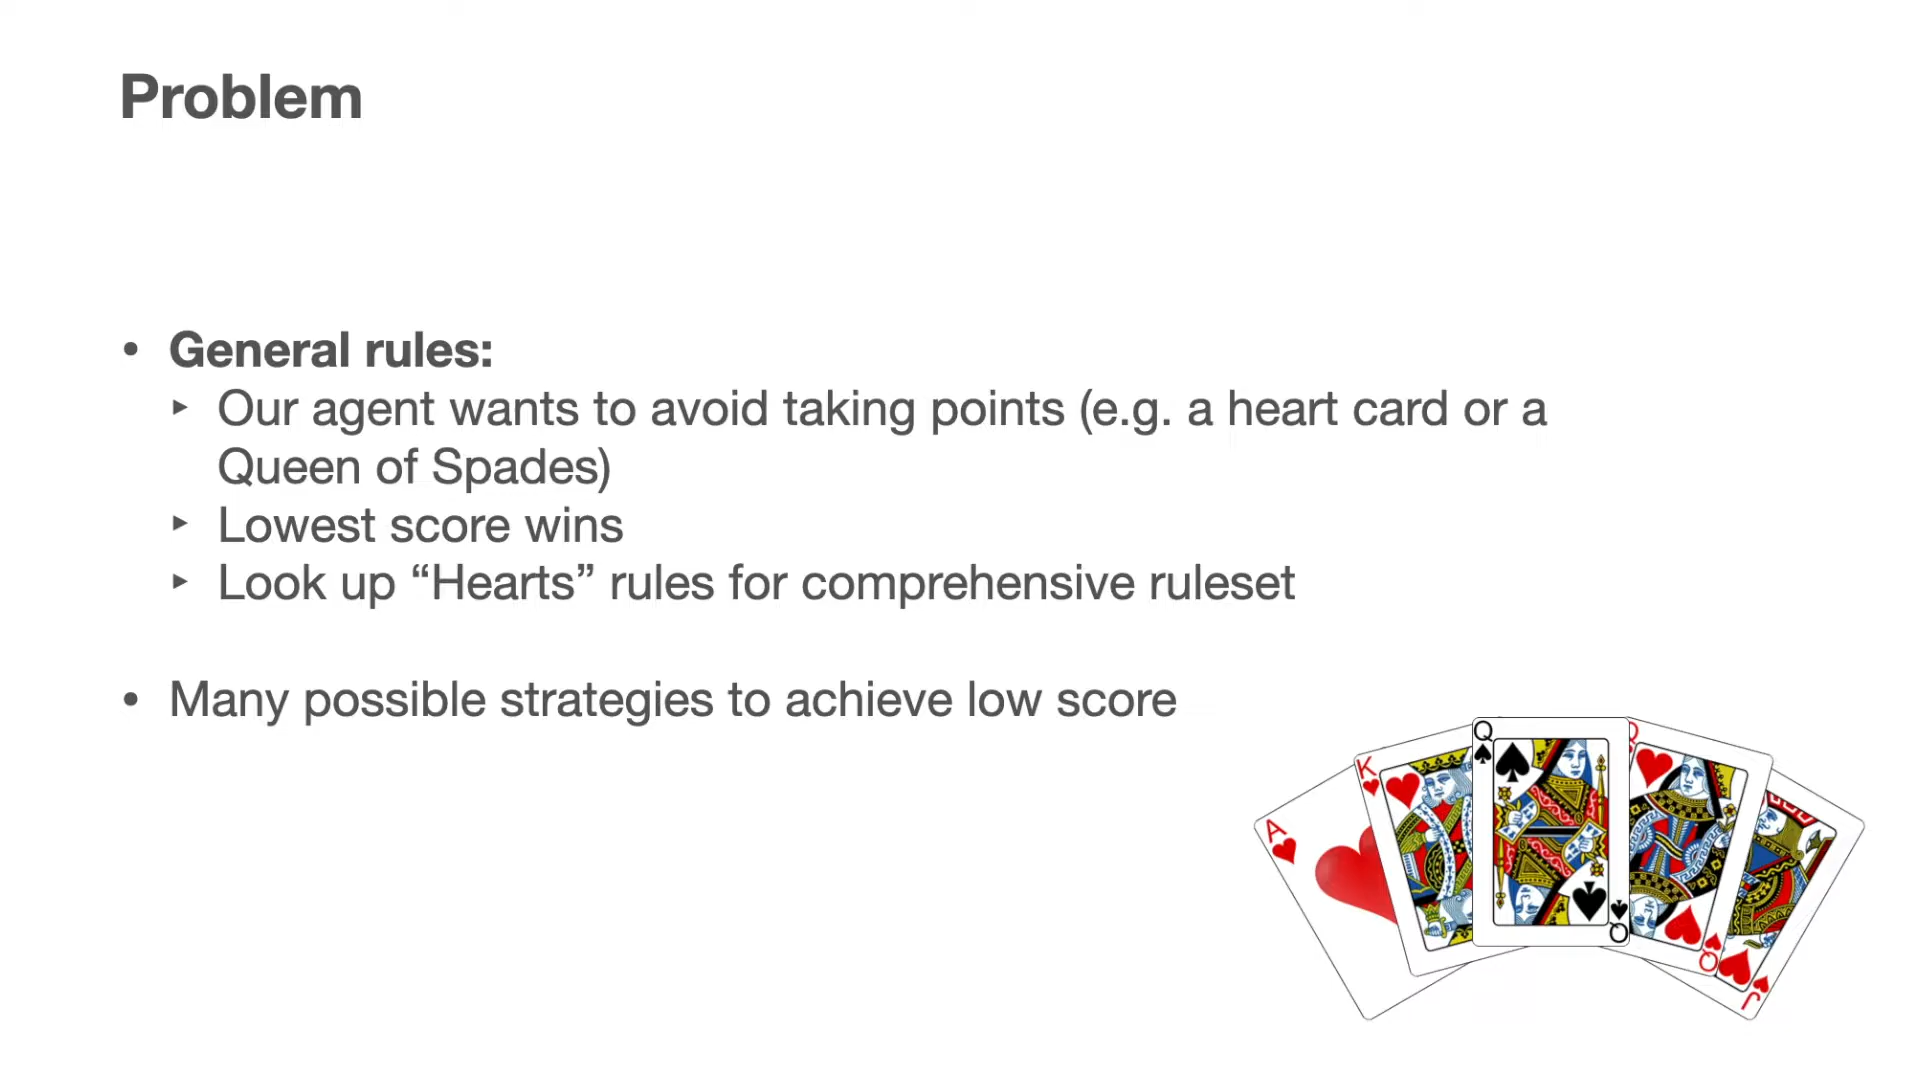 Problem
• General rules:
‣ Our agent wants to avoid taking points (e.g. a heart card or a
Queen of Spades)
‣ Lowest score wins
‣ Look up “Hearts” rules for comprehensive ruleset
• Many possible strategies to achieve low score
A
K
Q
Q
Q
Q
J